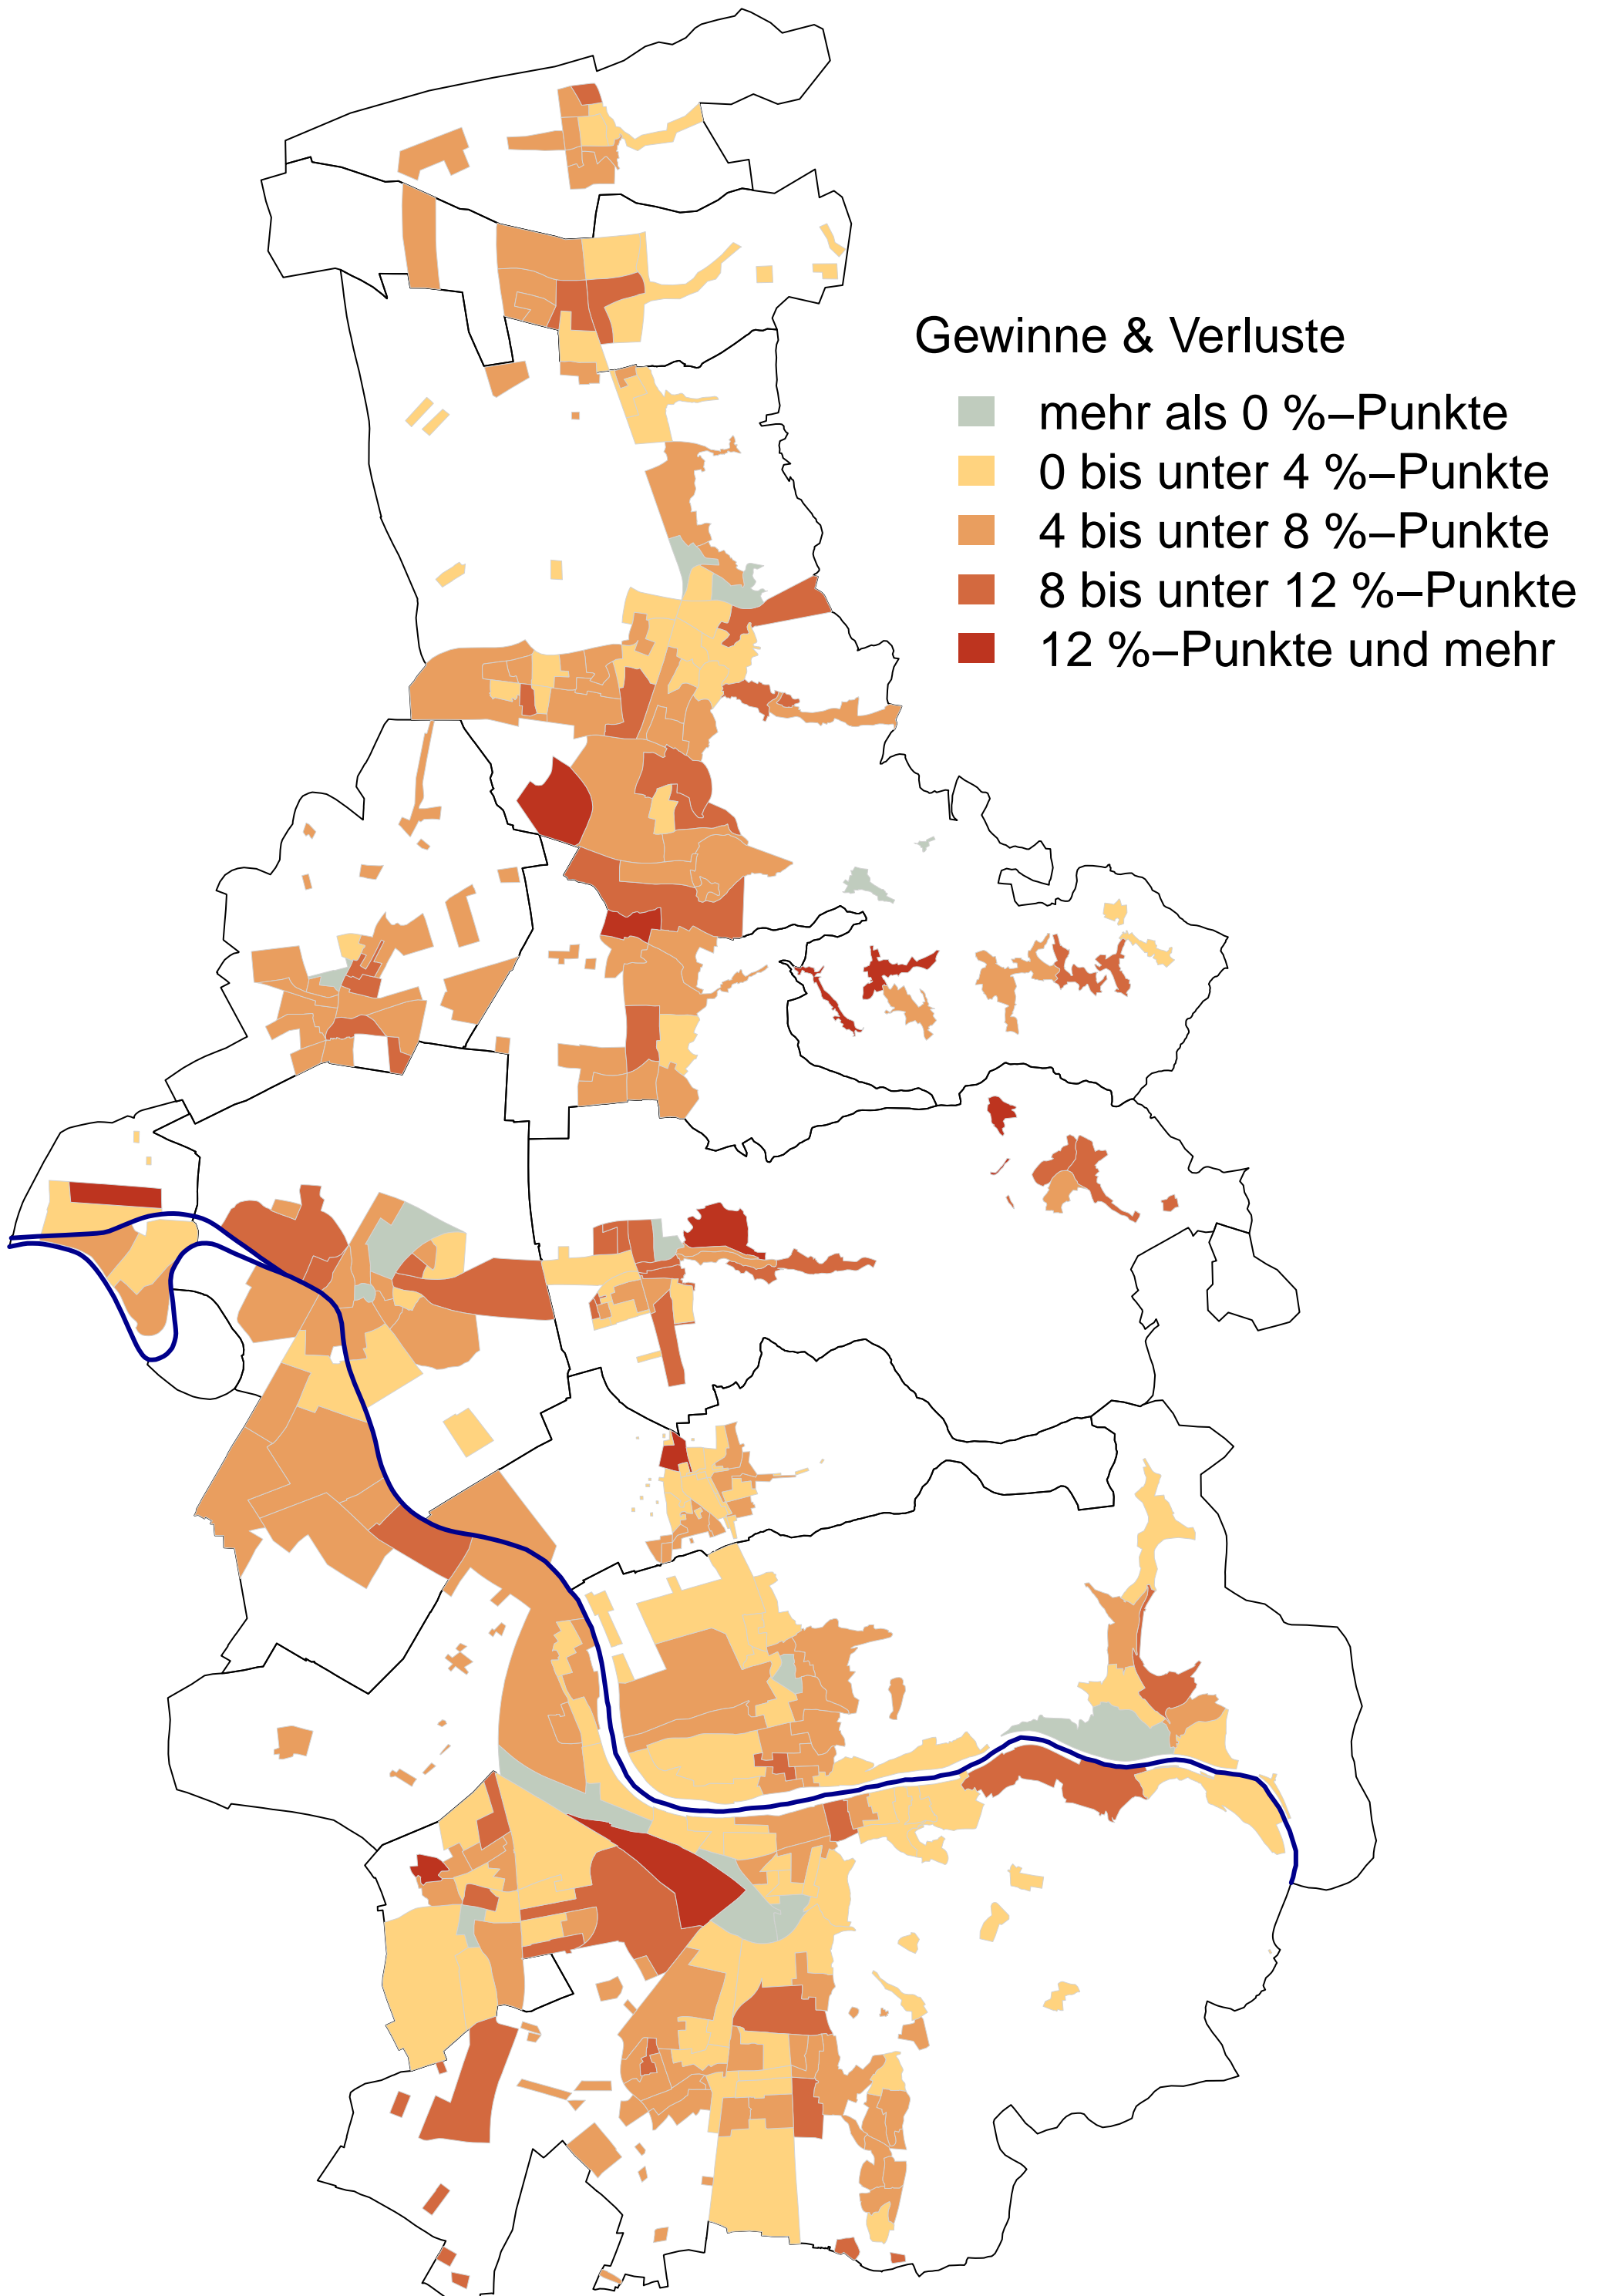 Gewinne & Verluste
mehr als 0 %–Punkte
0 bis unter 4 %–Punkte
4 bis unter 8 %–Punkte
8 bis unter 12 %–Punkte
12 %–Punkte und mehr